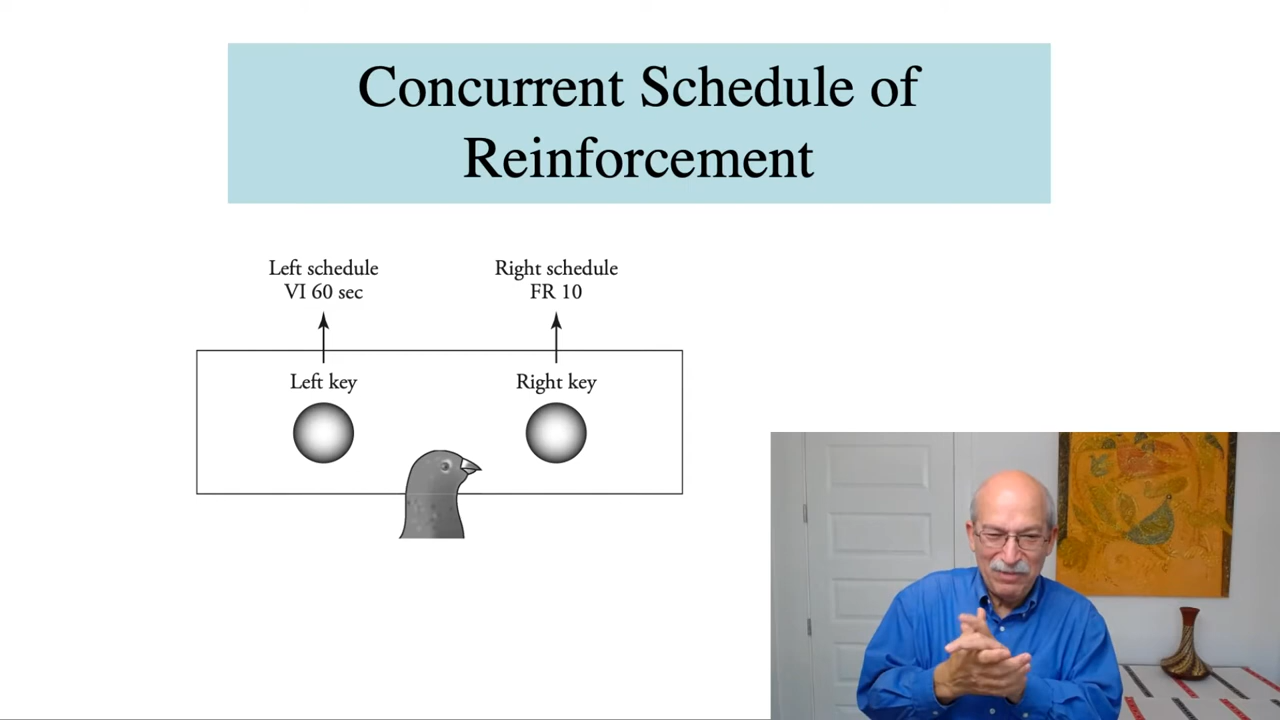 Concurrent Schedule of
Reinforcement
Left schedule
VI 60 sec
Right schedule
FR 10
Left key
Right key